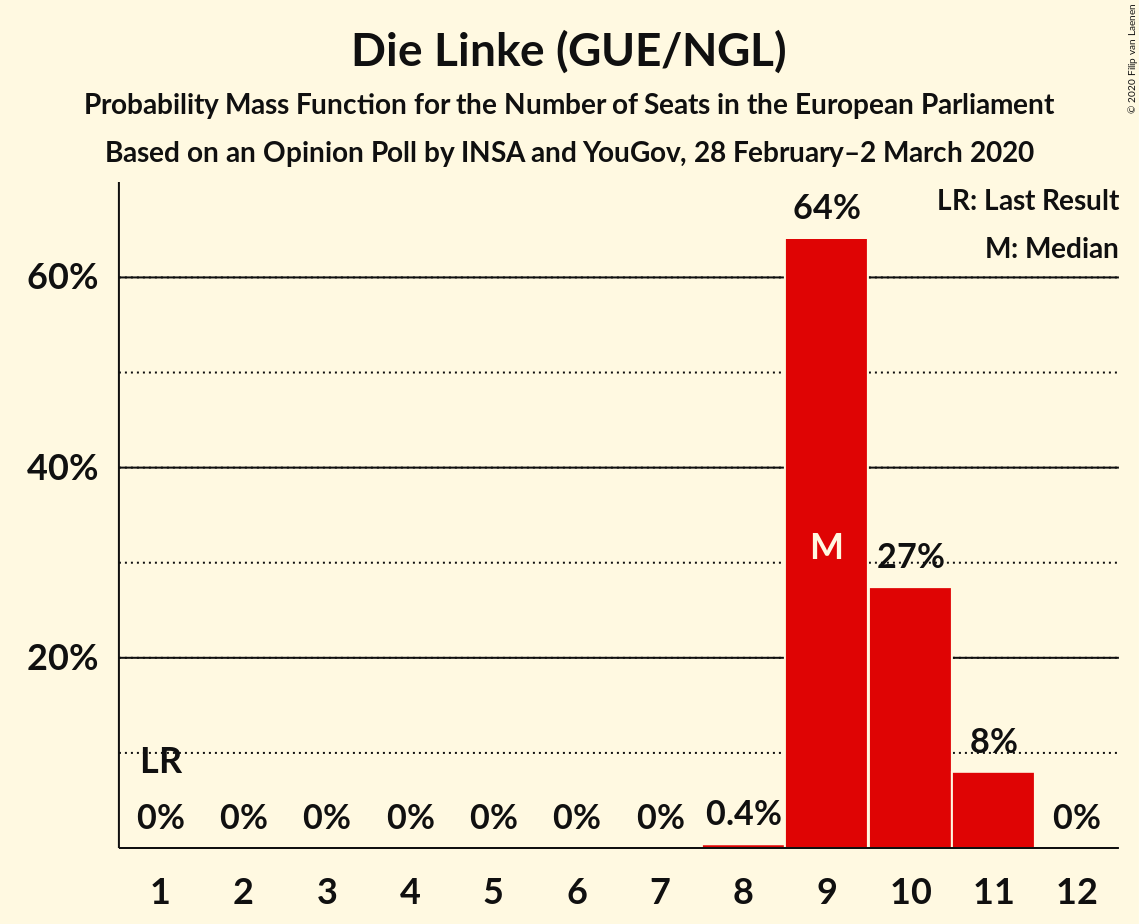 © 2020 Filip van Laenen
Die Linke (GUE/NGL)
Probability Mass Function for the Number of Seats in the European Parliament
Based on an Opinion Poll by INSA and YouGov, 28 February–2 March 2020
LR: Last Result
M: Median
64%
60%
40%
M
27%
20%
LR
8%
0% 0% 0% 0% 0% 0% 0% 0.4% 0%
1 2 3 4 5 6 7 8 9 10 11 12